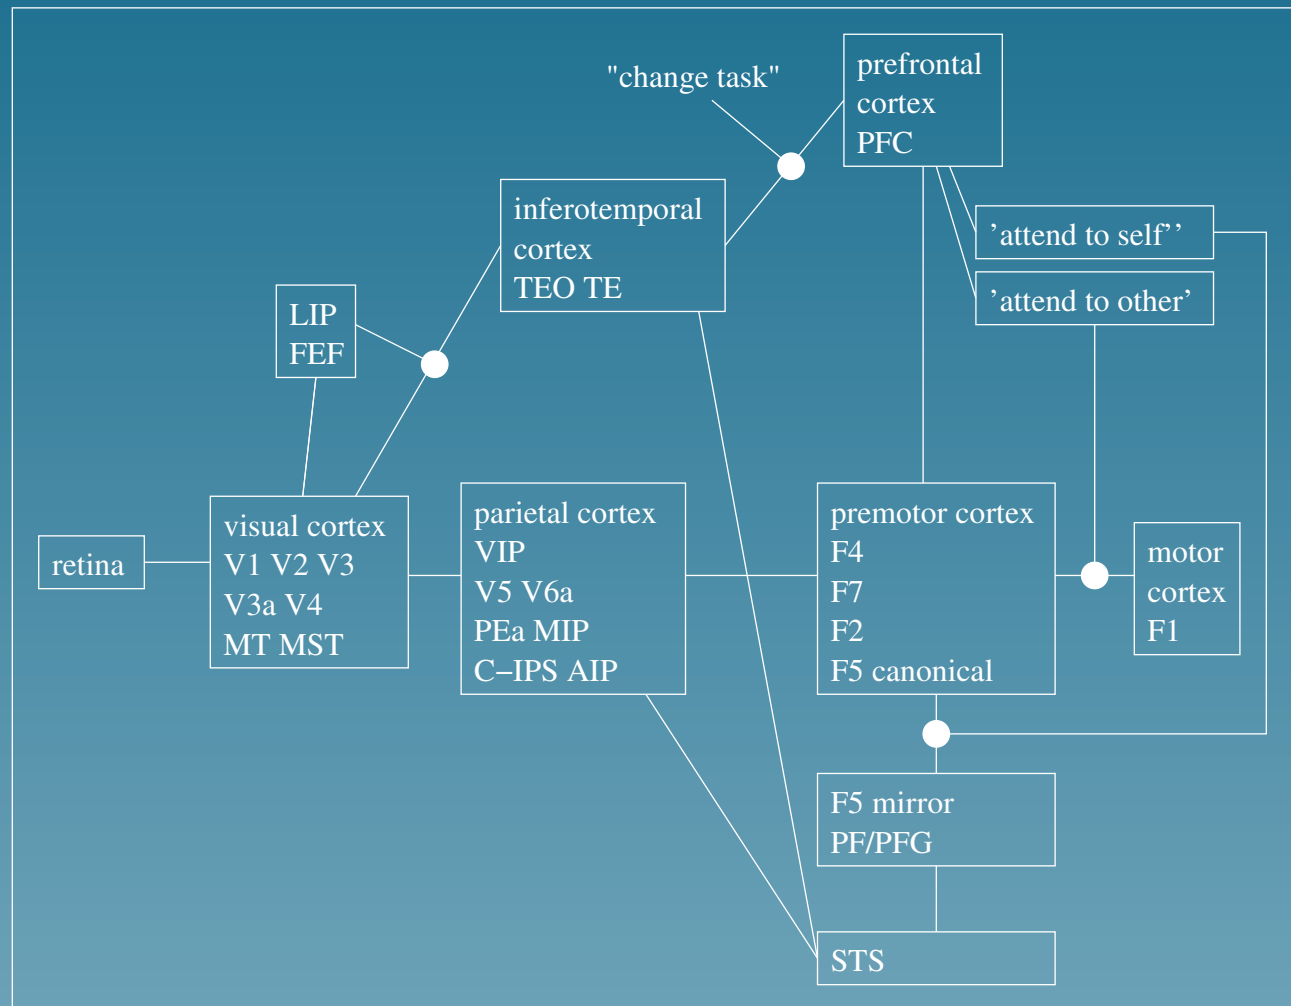 "change task"
prefrontal
cortex
PFC
inferotemporal
cortex
TEO TE
’attend to self’’
’attend to other’
LIP
FEF
retina
visual cortex
V1 V2 V3
V3a V4
MT MST
parietal cortex
VIP
V5 V6a
PEa MIP
C−IPS AIP
premotor cortex
F4
F7
F2
F5 canonical
motor
cortex
F1
F5 mirror
PF/PFG
STS